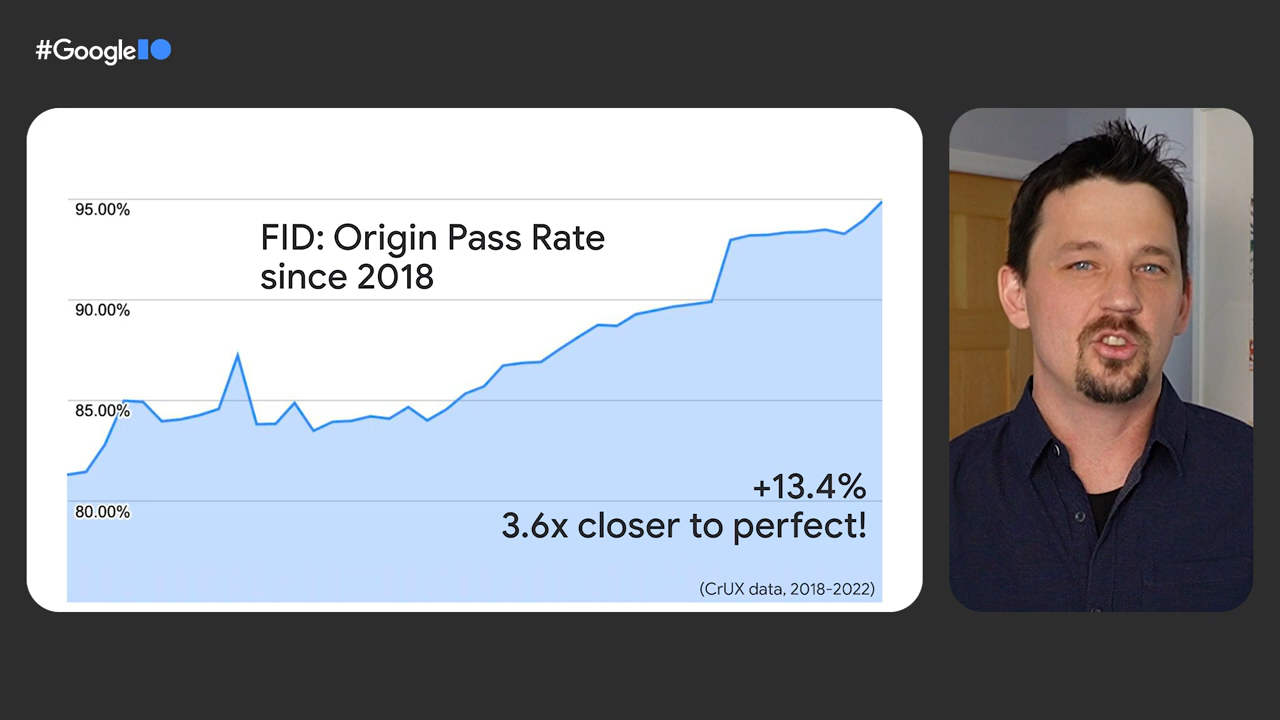 #GoogleIO
95.00%
FID: Origin Pass Rate
since 2018
90.00%
85.00%
+13.4%
80.00%
3.6x closer to perfect!
(CrUX data, 2018-2022)